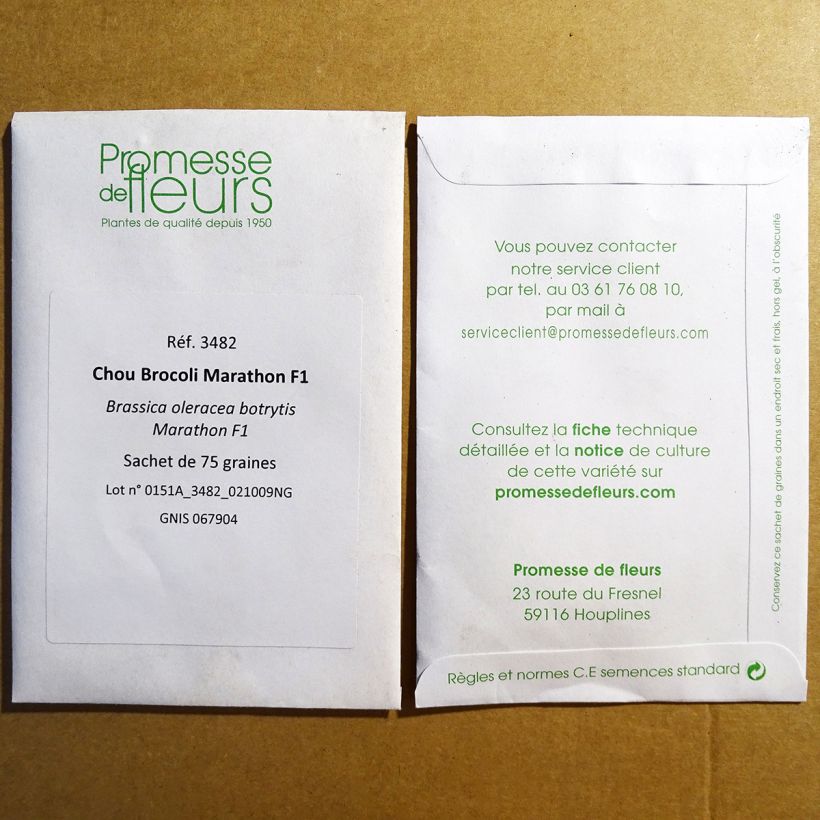 Promesse
de fleurs
Plantes de qualité depuis 1950
Réf. 3482
Chou Brocoli Marathon F1
Brassica oleracea botrytis
Marathon F1
Sachet de 75 graines
Lot n° 0151A_3482_021009NG
GNIS 067904
Vous pouvez contacter
notre service client
par tel. au 03 61 76 08 10,
par mail à
serviceclient@promessedefleurs.com
Consultez la fiche technique
détaillée et la notice de culture
de cette variété sur
promessedefleurs.com
Promesse de fleurs
23 route du Fresnel
59116 Houplines
Règles et normes C.E semences standard
Conservez ce sachet de graines dans un endroit sec et frais, hors gel, à l'obscurité